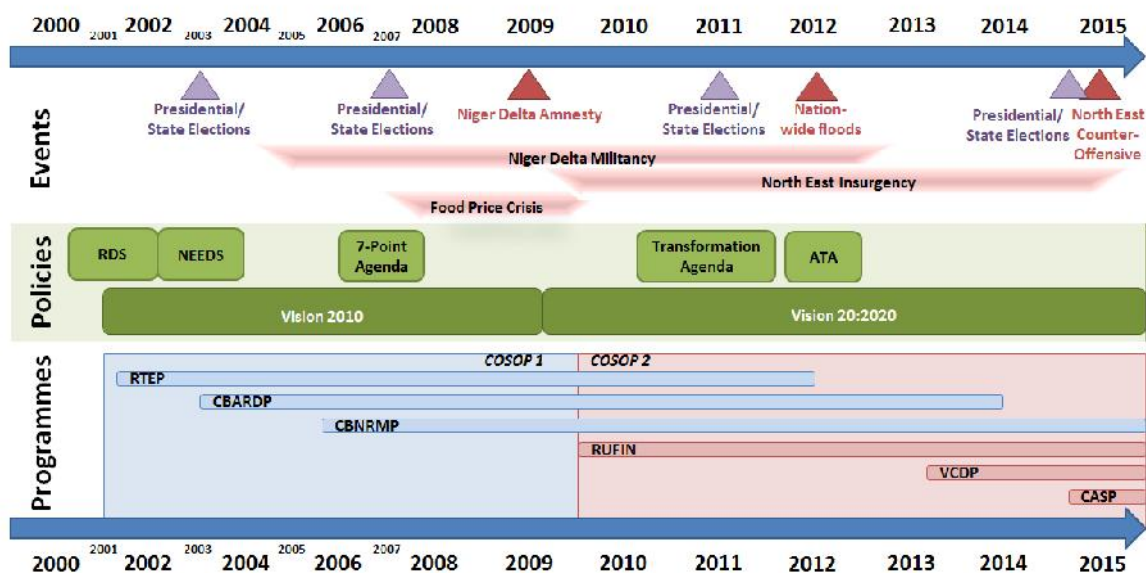 2000 2001 2002 2003 2004 2005 2006 2007 2008 2009 2010 2011 2012 2013 2014 2015
Events
Presidential/
State Elections
Presidential/
State Elections
Niger Delta Amnesty
Presidential/
State Elections
Nation-
wide floods
Presidential/
State Elections
North East
Counter-
Offensive
Niger Delta Militancy
North East Insurgency
Food Price Crisis
Policies
RDS
NEEDS
7-Point
Agenda
Transformation
Agenda
ATA
Vision 2010
Vision 20:2020
Programmes
COSOP 1
COSOP 2
RTEP
CBARDP
CBNRMP
RUFIN
VCDP
CASP
2000 2001 2002 2003 2004 2005 2006 2007 2008 2009 2010 2011 2012 2013 2014 2015